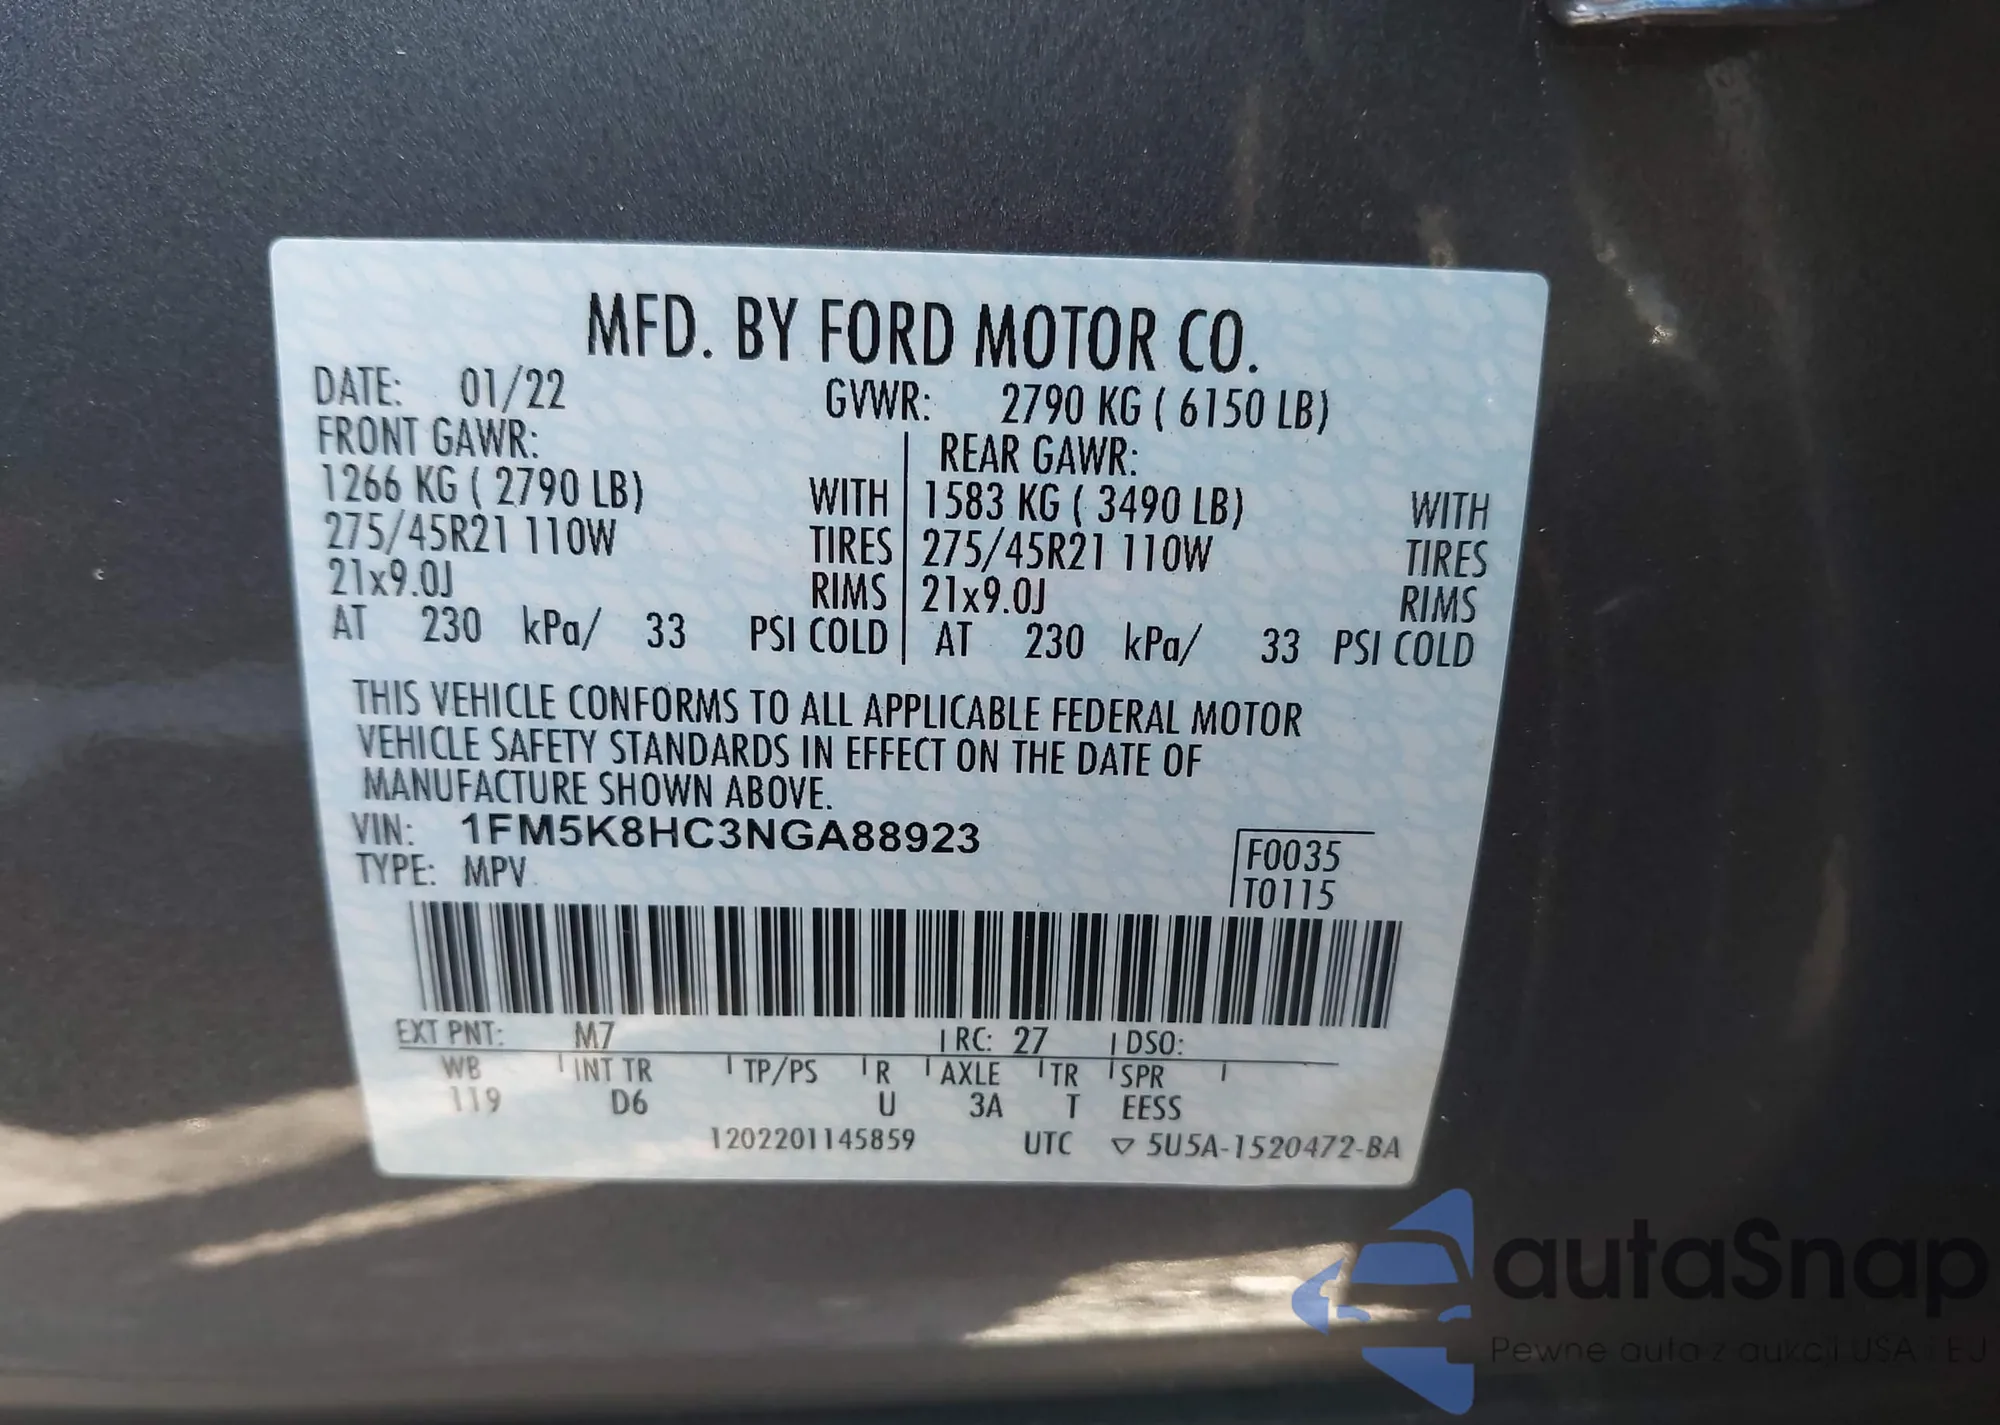 MFD. BY FORD MOTOR CO.
DATE: 01/22 GVWR: 2790 KG ( 6150 LB)
FRONT GAWR: REAR GAWR:
1266 KG ( 2790 LB) WITH 1583 KG ( 3490 LB) WITH
275/45R21 110W TIRES 275/45R21 110W TIRES
21x9.0J RIMS 21x9.0J RIMS
AT 230 kPa/ 33 PSI COLD AT 230 kPa/ 33 PSI COLD
THIS VEHICLE CONFORMS TO ALL APPLICABLE FEDERAL MOTOR
VEHICLE SAFETY STANDARDS IN EFFECT ON THE DATE OF
MANUFACTURE SHOWN ABOVE.
VIN: 1FM5K8HC3NGA88923
TYPE: MPV
F0035
T0115
EXT PNT: M7 RC: 27 DSO:
WB INT TR TP/PS R AXLE TR SPR
119 D6 U 3A T EESS
1202201145859 UTC ▽ 5U5A-1520472-BA
autaSnap
Pewne auta z aukcji USA i EU